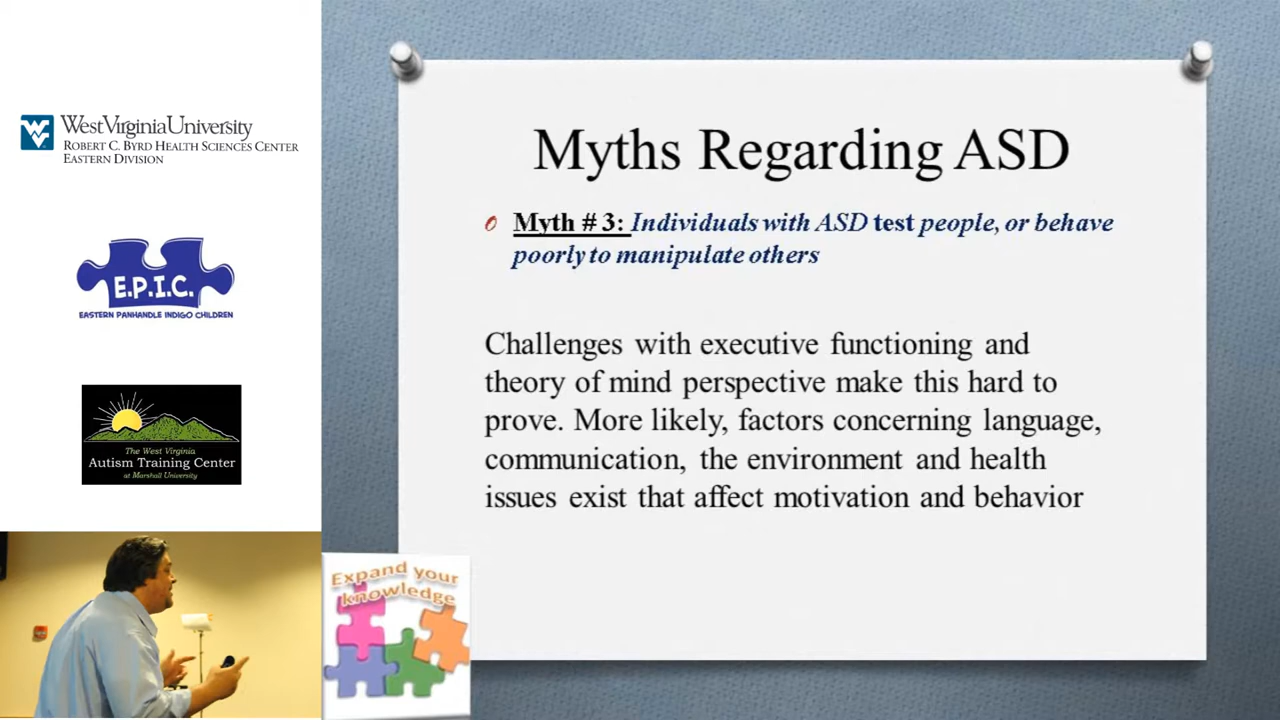 West Virginia University
ROBERT C. BYRD HEALTH SCIENCES CENTER
EASTERN DIVISION
E.P.I.C.
EASTERN PANHANDLE INDIGO CHILDREN
The West Virginia
Autism Training Center
at Marshall University
Myths Regarding ASD
Myth # 3: Individuals with ASD test people, or behave
poorly to manipulate others
Challenges with executive functioning and
theory of mind perspective make this hard to
prove. More likely, factors concerning language,
communication, the environment and health
issues exist that affect motivation and behavior
Expand your
knowledge